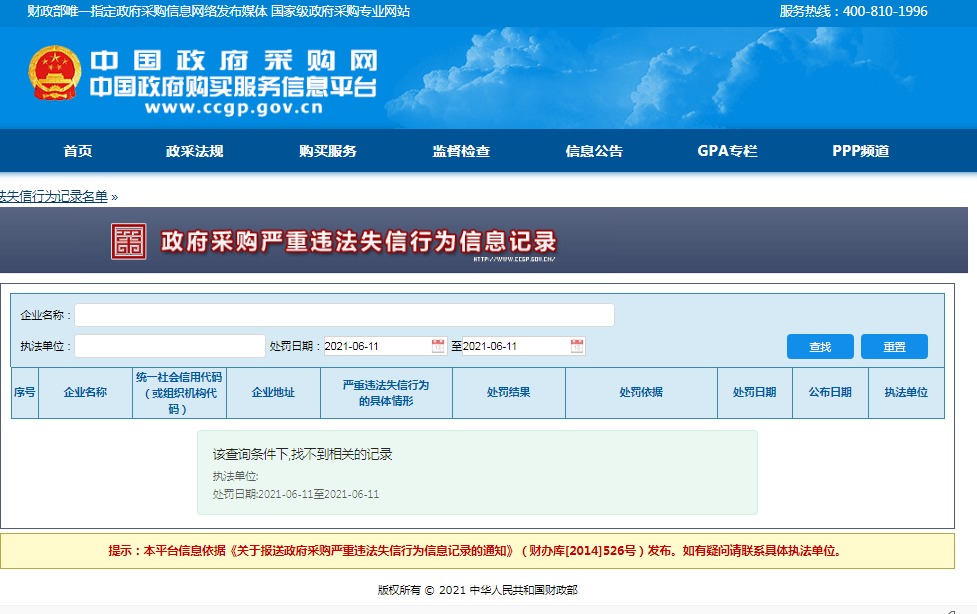 财政部唯一指定政府采购信息网络发布媒体 国家级政府采购专业网站
服务热线：400-810-1996
中国政府采购网
中国政府购买服务信息平台
www.ccgp.gov.cn
首页 政采法规 购买服务 监督检查 信息公告 GPA专栏 PPP频道
法失信行为记录名单 »
政府采购严重违法失信行为信息记录
HTTP://WWW.CCGP.GOV.CN/
企业名称：
执法单位： 处罚日期：2021-06-11 至2021-06-11 查找 重置
序号 企业名称 统一社会信用代码（或组织机构代码） 企业地址 严重违法失信行为的具体情形 处罚结果 处罚依据 处罚日期 公布日期 执法单位
该查询条件下,找不到相关的记录
执法单位:
处罚日期:2021-06-11至2021-06-11
提示：本平台信息依据《关于报送政府采购严重违法失信行为信息记录的通知》（财办库[2014]526号）发布。如有疑问请联系具体执法单位。
版权所有 © 2021 中华人民共和国财政部